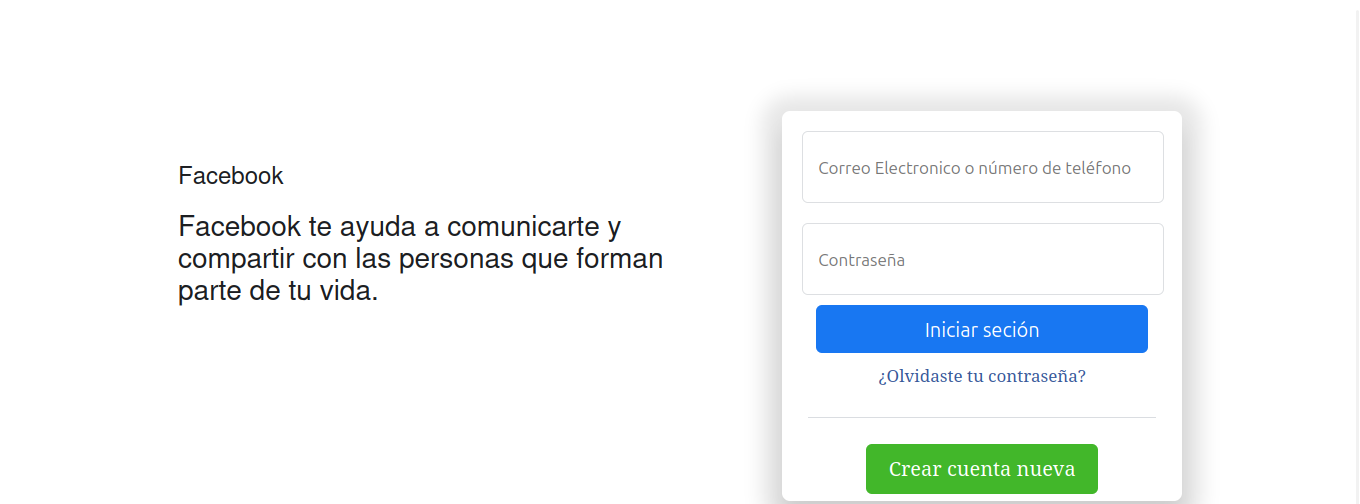 Facebook
Facebook te ayuda a comunicarte y
compartir con las personas que forman
parte de tu vida.
Correo Electronico o número de teléfono
Contraseña
Iniciar seción
¿Olvidaste tu contraseña?
Crear cuenta nueva